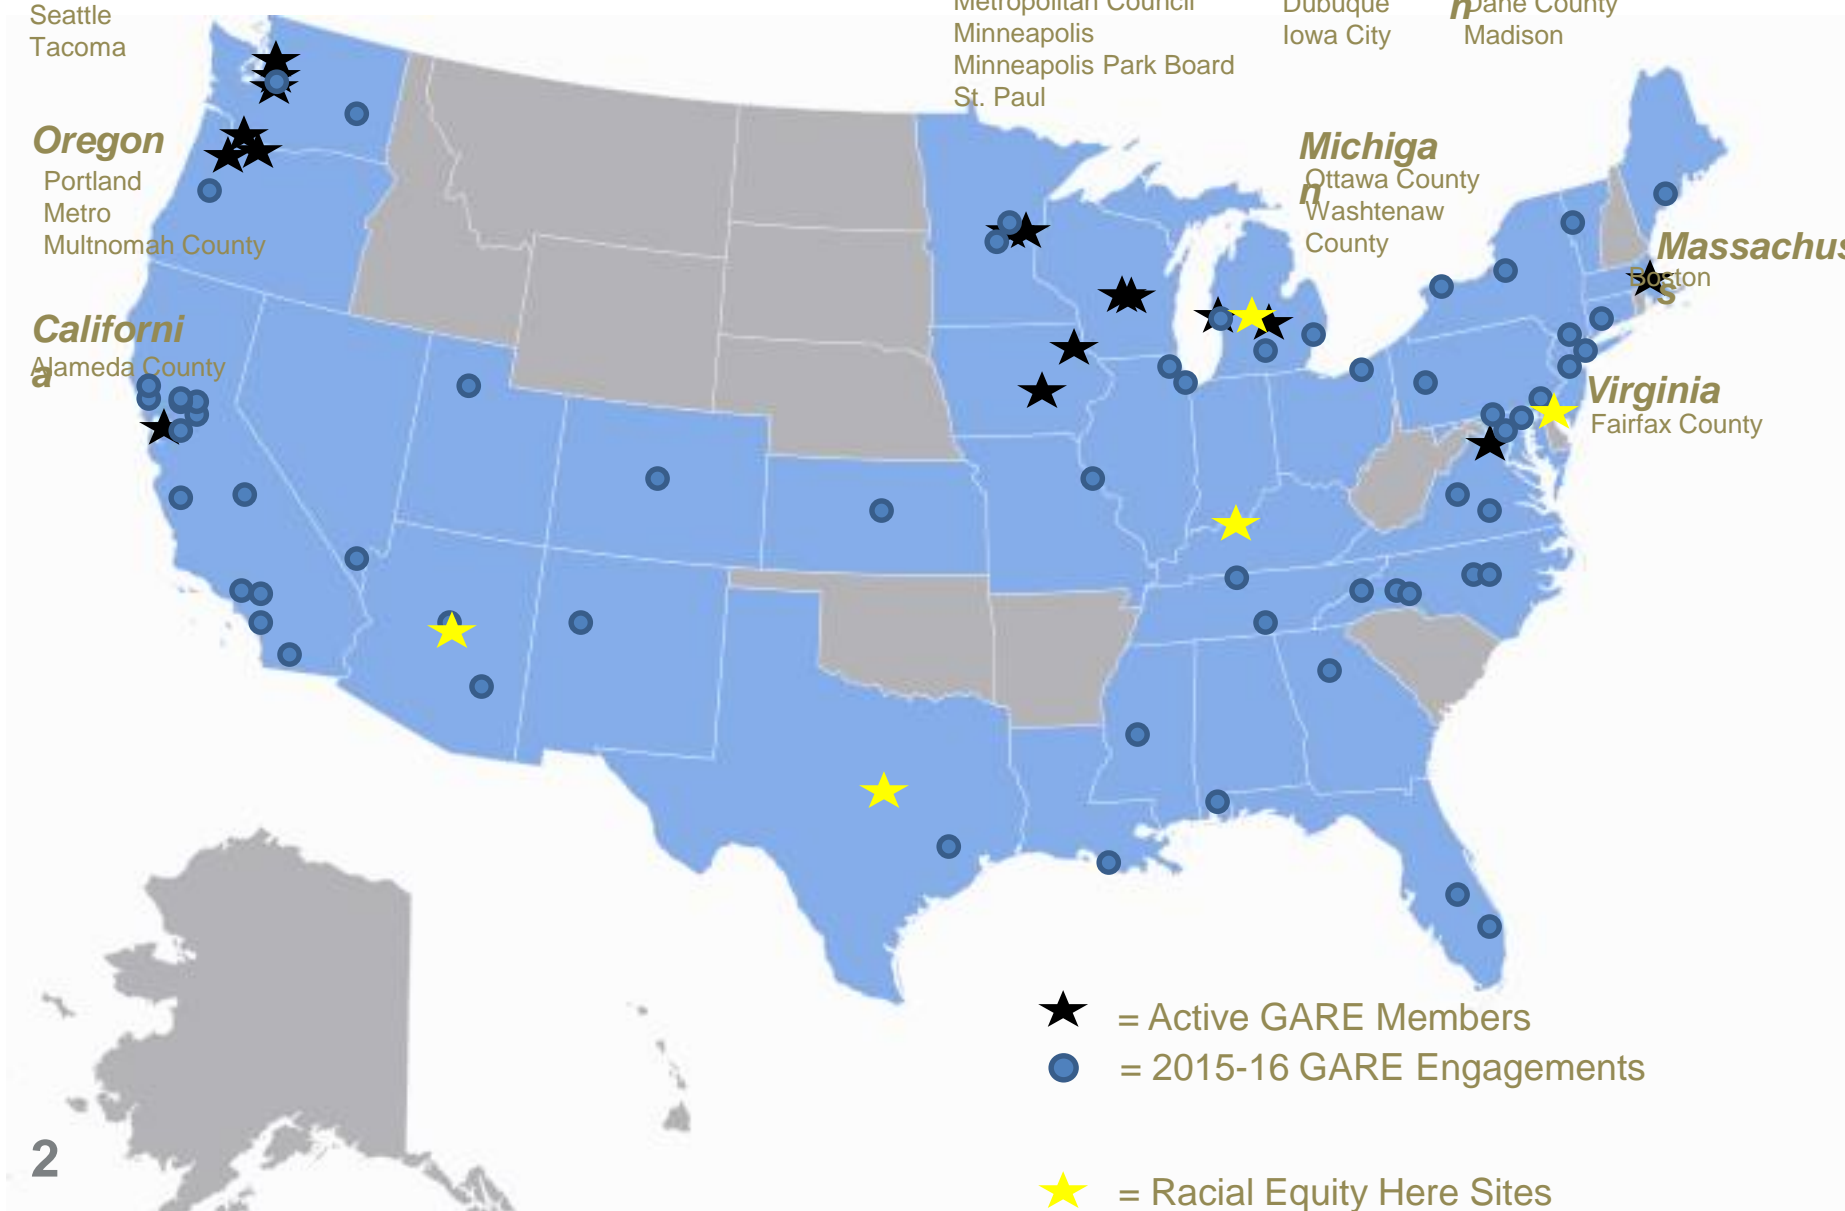 Seattle
Tacoma
Metropolitan Council
Minneapolis
Minneapolis Park Board
St. Paul
Dubuque
Iowa City
n
Dane County
Madison
Oregon
Portland
Metro
Multnomah County
Michiga
n
Ottawa County
Washtenaw
County
Massachus
s
Boston
Californi
a
Alameda County
Virginia
Fairfax County
= Active GARE Members
= 2015-16 GARE Engagements
= Racial Equity Here Sites
2